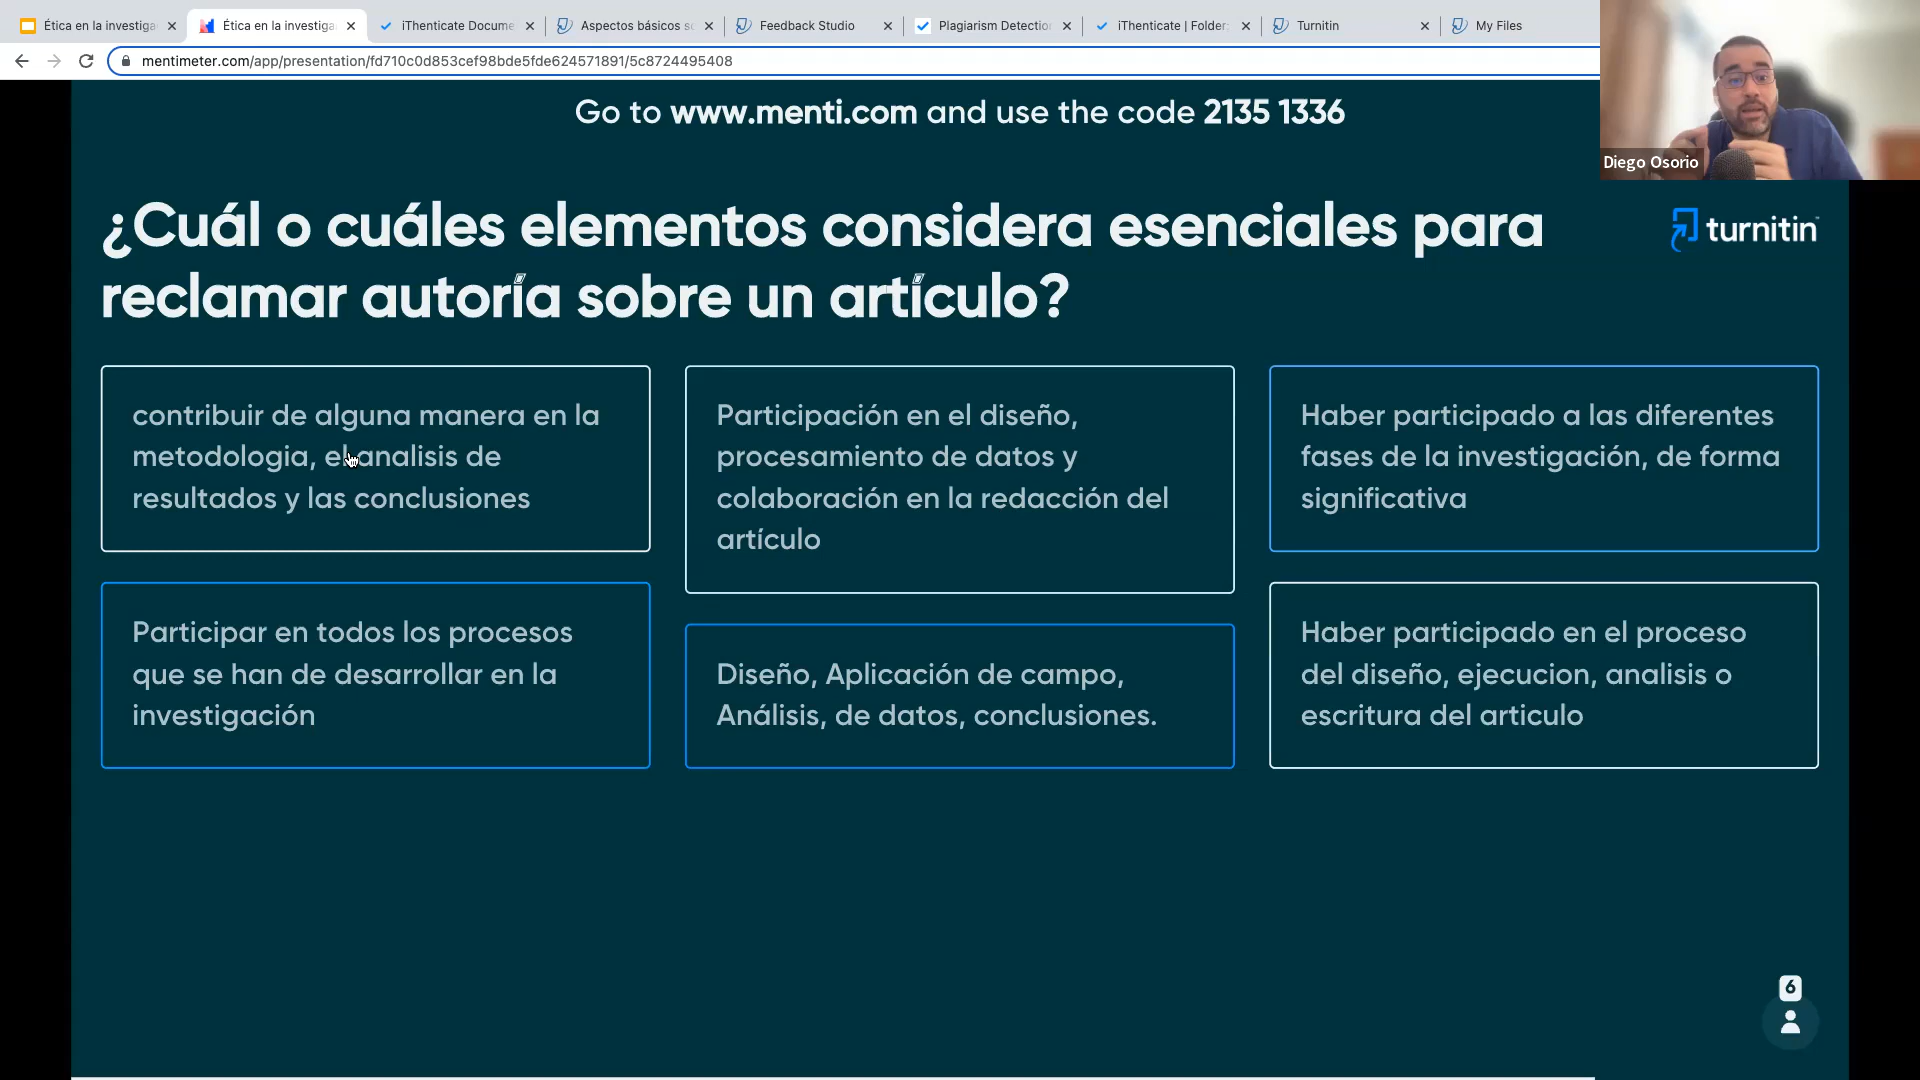 Ética en la investiga
Ética en la investiga
iThenticate Docume
Aspectos básicos so
Feedback Studio
Plagiarism Detectio
iThenticate | Folder:
Turnitin
My Files
mentimeter.com/app/presentation/fd710c0d853cef98bde5fde624571891/5c8724495408
Go to www.menti.com and use the code 2135 1336
Diego Osorio
¿Cuál o cuáles elementos considera esenciales para
reclamar autoría sobre un artículo?
turnitin
contribuir de alguna manera en la
metodologia, el analisis de
resultados y las conclusiones
Participación en el diseño,
procesamiento de datos y
colaboración en la redacción del
artículo
Haber participado a las diferentes
fases de la investigación, de forma
significativa
Participar en todos los procesos
que se han de desarrollar en la
investigación
Diseño, Aplicación de campo,
Análisis, de datos, conclusiones.
Haber participado en el proceso
del diseño, ejecucion, analisis o
escritura del articulo
6